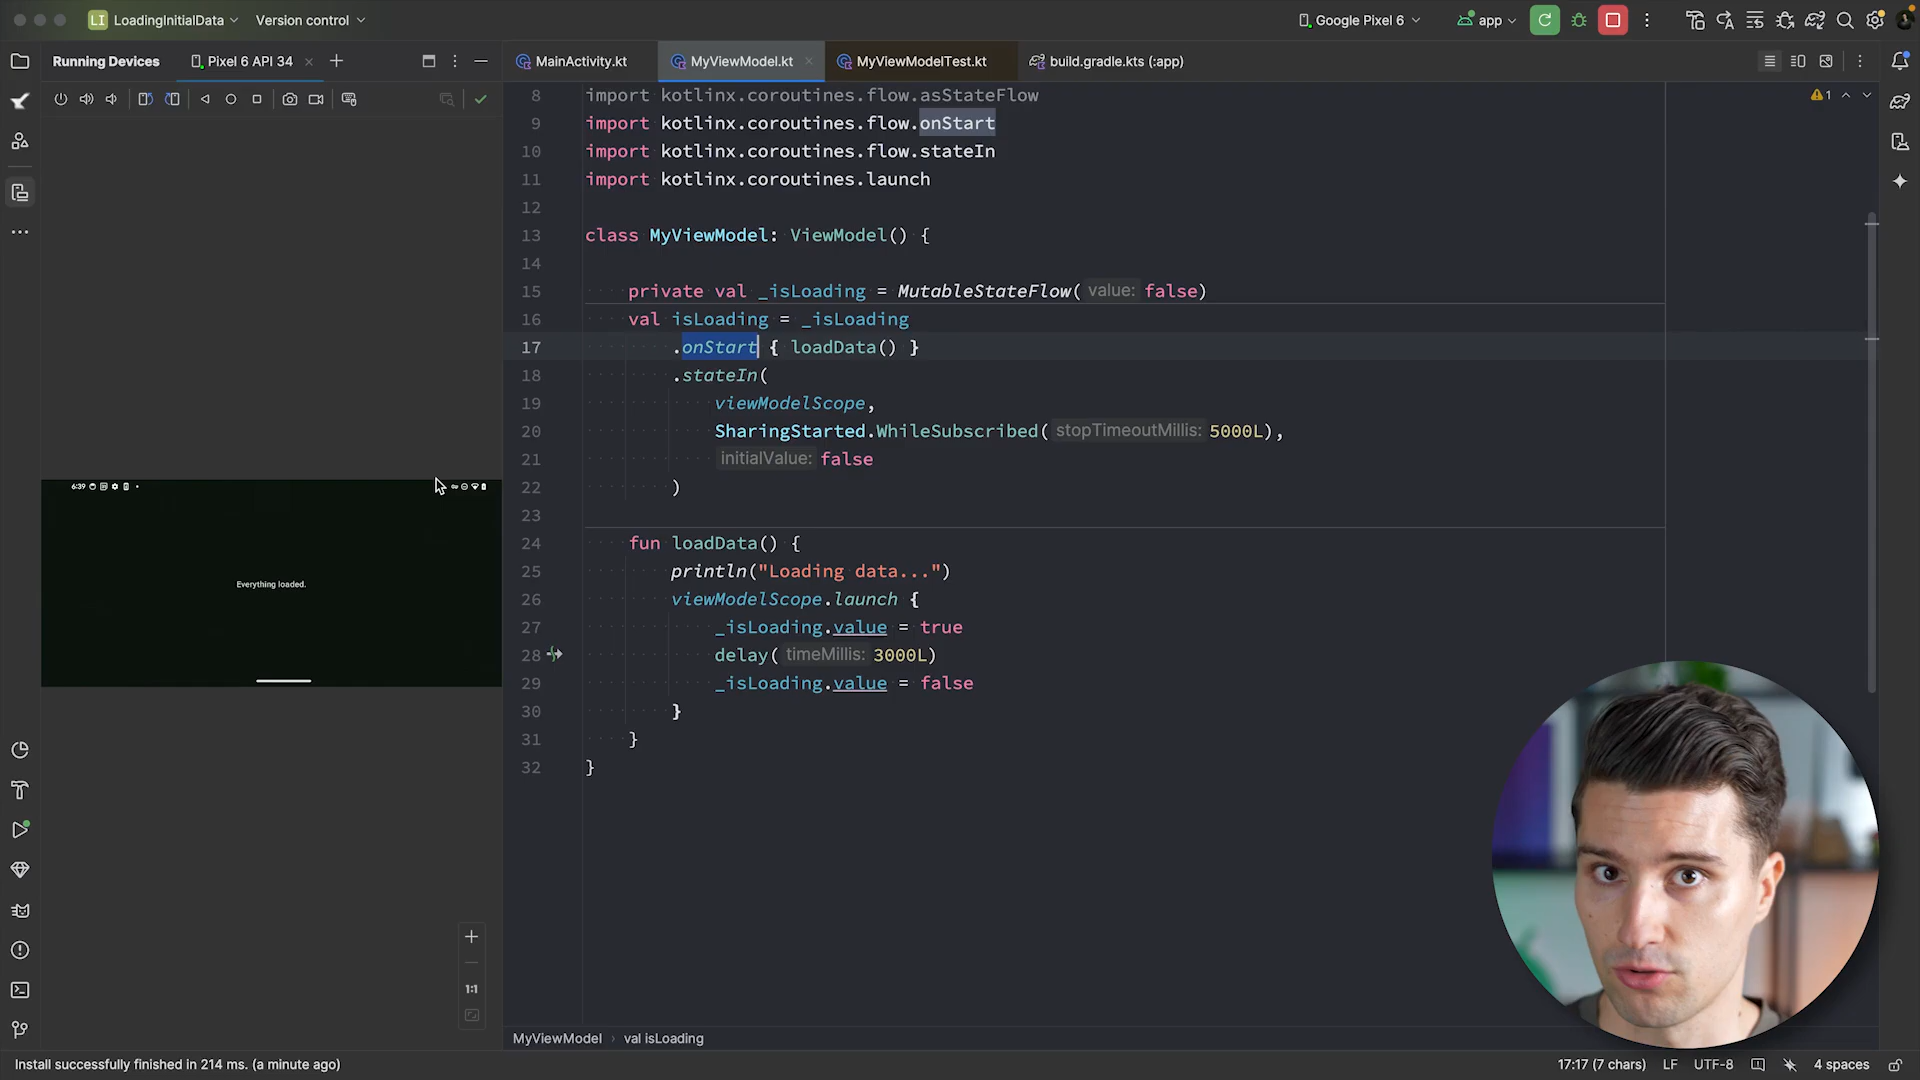 LI LoadingInitialData Version control Google Pixel 6 app
Running Devices Pixel 6 API 34 MainActivity.kt MyViewModel.kt MyViewModelTest.kt build.gradle.kts (:app)
8 import kotlinx.coroutines.flow.asStateFlow 1
9 import kotlinx.coroutines.flow.onStart
10 import kotlinx.coroutines.flow.stateIn
11 import kotlinx.coroutines.launch
12
13 class MyViewModel: ViewModel() {
14
15 private val _isLoading = MutableStateFlow( value: false)
16 val isLoading = _isLoading
17 .onStart { loadData() }
18 .stateIn(
19 viewModelScope,
20 SharingStarted.WhileSubscribed( stopTimeoutMillis: 5000L),
21 initialValue: false
22 )
23
24 fun loadData() {
25 println("Loading data...")
26 viewModelScope.launch {
27 _isLoading.value = true
28 delay( timeMillis: 3000L)
29 _isLoading.value = false
30 }
31 }
32 }
6:39
Everything loaded.
1:1
MyViewModel val isLoading
Install successfully finished in 214 ms. (a minute ago) 17:17 (7 chars) LF UTF-8 4 spaces